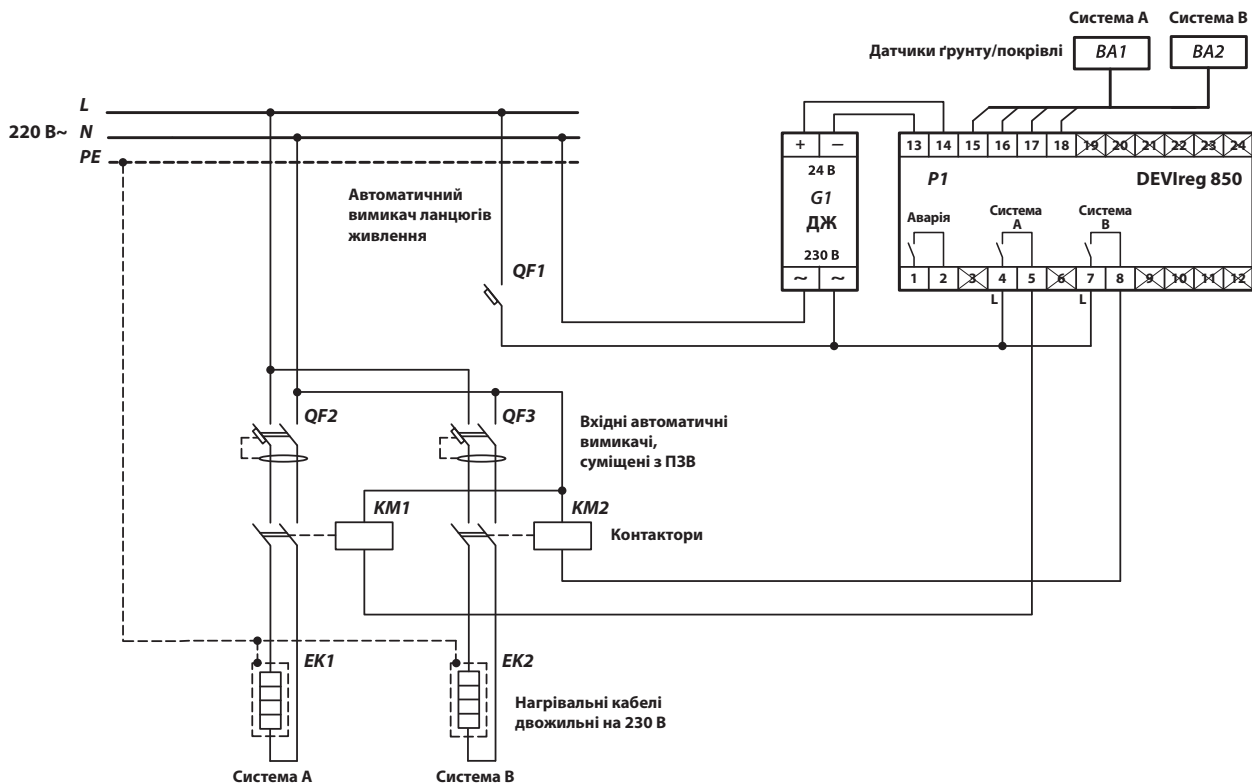 Система А
Система В
Датчики ґрунту/покрівлі
BA1
BA2
L
220 В~ N
PE
+ —
13 14 15 16 17 18 19 20 21 22 23 24
24 В
G1
ДЖ
230 В
~ ~
P1
DEVIreg 850
Аварія
Система
А
Система
В
1 2 3 4 5 6 7 8 9 10 11 12
L
L
Автоматичний
вимикач ланцюгів
живлення
QF1
QF2
QF3
Вхідні автоматичні
вимикачі,
суміщені з ПЗВ
KM1
KM2
Контактори
EK1
EK2
Нагрівальні кабелі
двожильні на 230 В
Система А
Система В